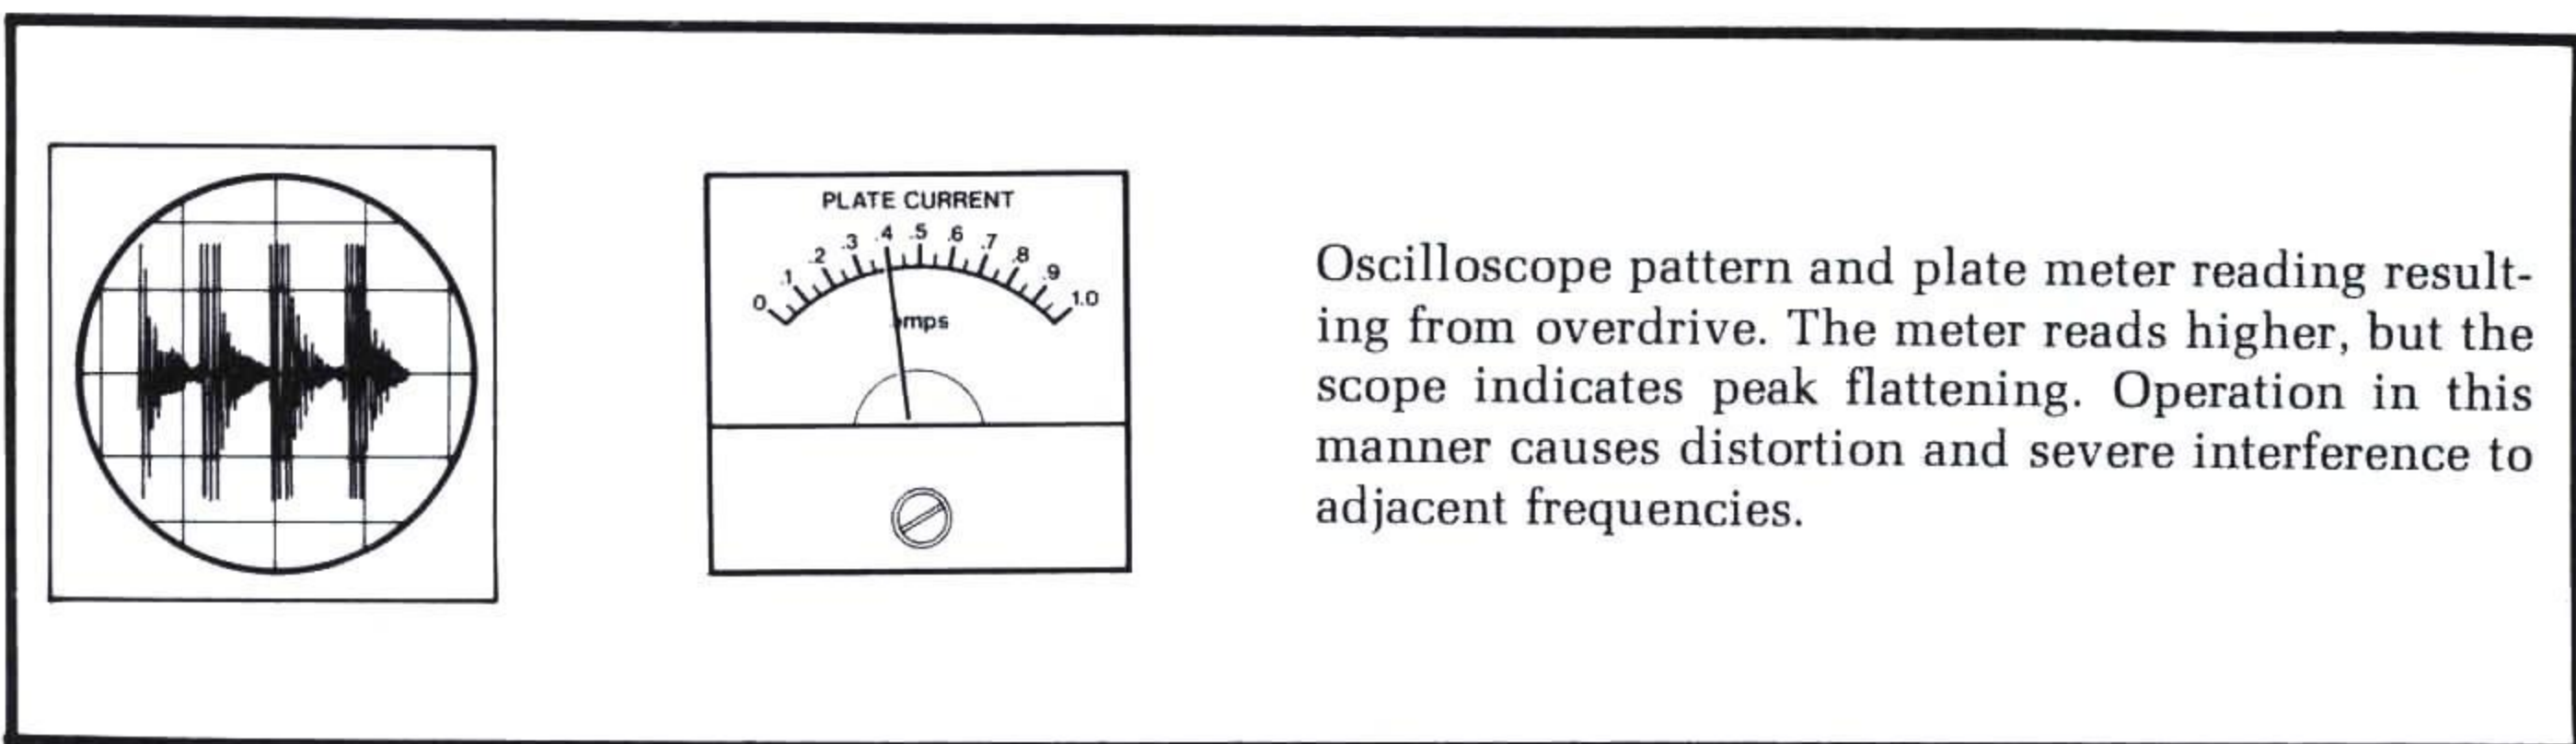 PLATE CURRENT
0 .1 .2 .3 .4 .5 .6 .7 .8 .9 1.0
mps
Oscilloscope pattern and plate meter reading result-
ing from overdrive. The meter reads higher, but the
scope indicates peak flattening. Operation in this
manner causes distortion and severe interference to
adjacent frequencies.